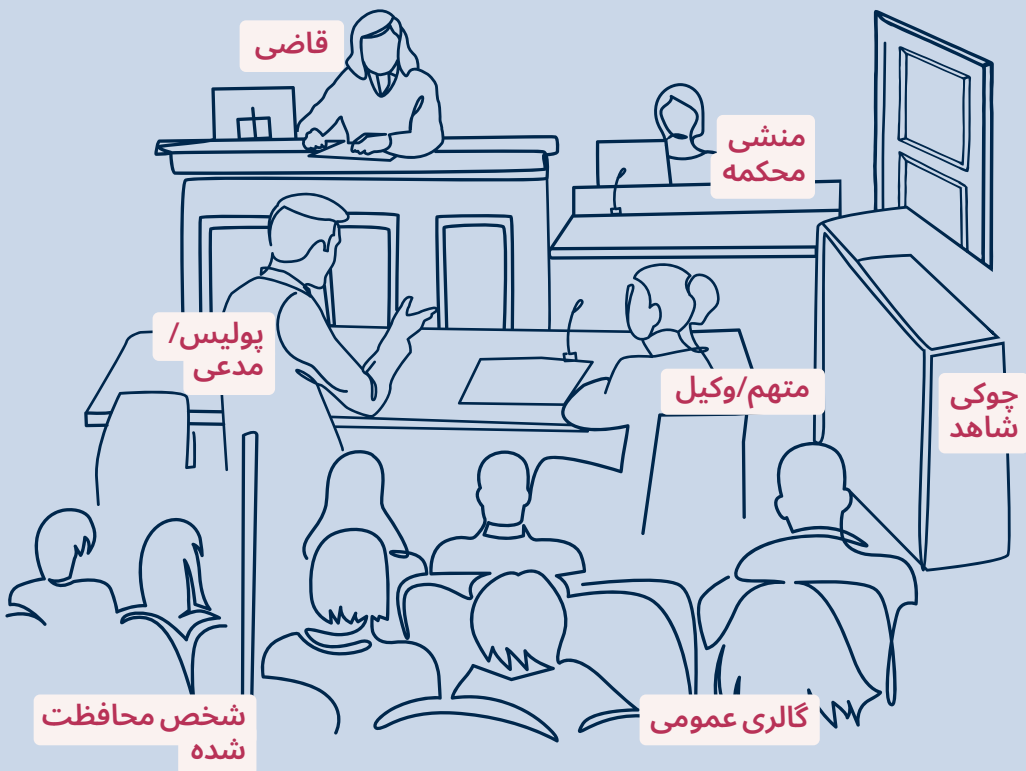 قاضی
منشی
محکمه
پولیس/
مدعی
متهم/وکیل
چوکی
شاهد
شخص محافظت
شده
گالری عمومی